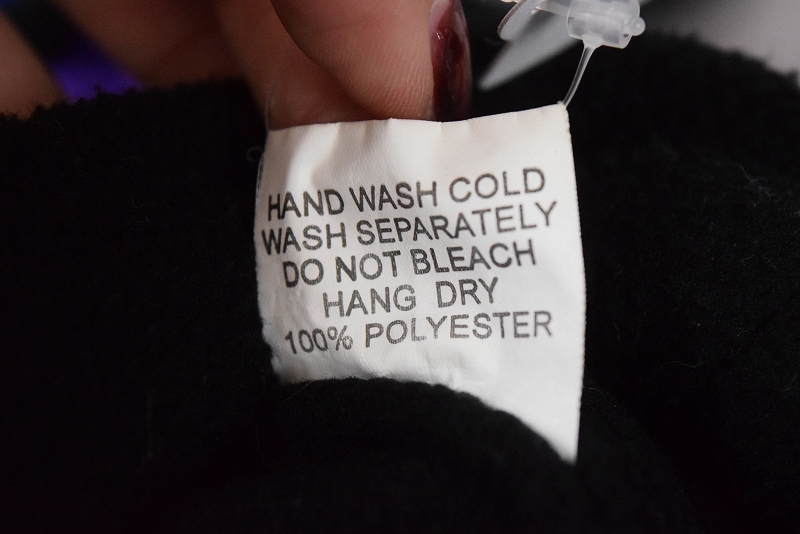 HAND WASH COLD
WASH SEPARATELY
DO NOT BLEACH
HANG DRY
100% POLYESTER